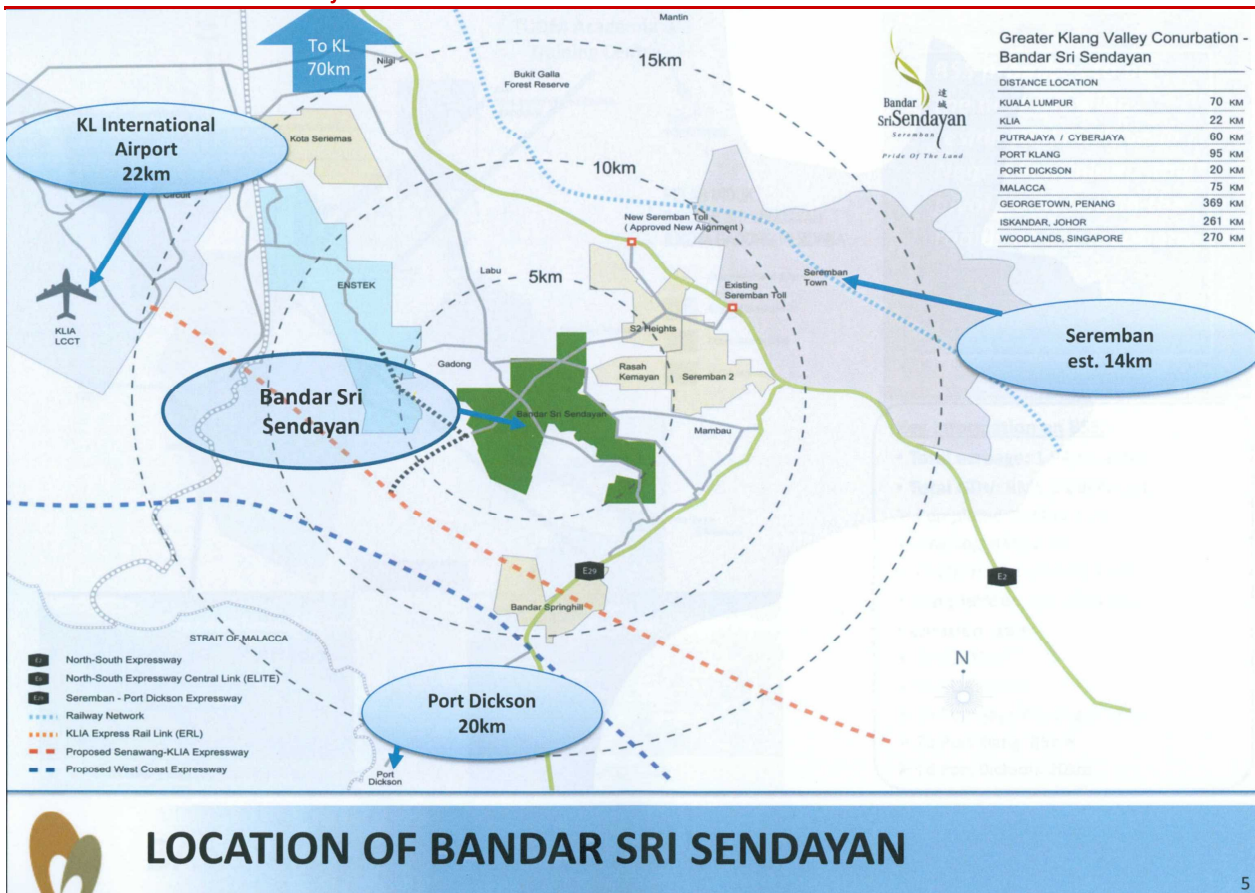 To KL
70km
Mantin
Nilai
15km
Bukit Galla
Forest Reserve
KL International
Airport
22km
Circuit
Kota Seriemas
10km
New Seremban Toll
( Approved New Alignment )
5km
Labu
ENSTEK
Existing
Seremban Toll
Seremban
Town
KLIA
LCCT
S2 Heights
Gadong
Rasah
Kemayan
Seremban 2
Seremban
est. 14km
Bandar Sri
Sendayan
Bandar Sri Sendayan
Mambau
E29
E2
Bandar Springhill
STRAIT OF MALACCA
N
Port Dickson
20km
Port
Dickson
Bandar 達城
SriSendayan
Seremban
Pride Of The Land
Greater Klang Valley Conurbation -
Bandar Sri Sendayan
DISTANCE LOCATION
KUALA LUMPUR 70 KM
KLIA 22 KM
PUTRAJAYA / CYBERJAYA 60 KM
PORT KLANG 95 KM
PORT DICKSON 20 KM
MALACCA 75 KM
GEORGETOWN, PENANG 369 KM
ISKANDAR, JOHOR 261 KM
WOODLANDS, SINGAPORE 270 KM
E2 North-South Expressway
North-South Expressway Central Link (ELITE)
E29 Seremban - Port Dickson Expressway
Railway Network
KLIA Express Rail Link (ERL)
Proposed Senawang-KLIA Expressway
Proposed West Coast Expressway
LOCATION OF BANDAR SRI SENDAYAN
5